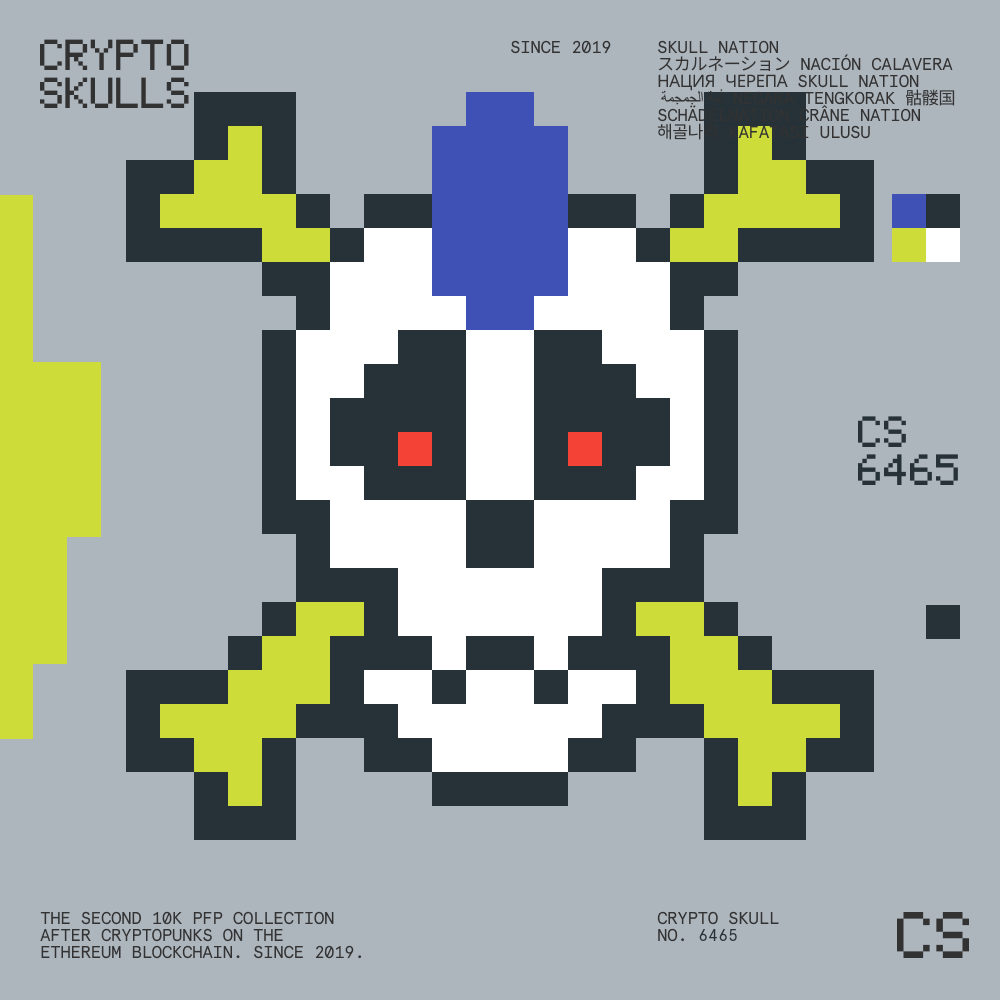 CRYPTO
SKULLS
SINCE 2019
SKULL NATION
スカルネーション NACIÓN CALAVERA
НАЦИЯ ЧЕРЕПА SKULL NATION
الجمجمة TENGKORAK 骷髅国
CRÂNE NATION
해골 ULUSU
CS
6465
THE SECOND 10K PFP COLLECTION
AFTER CRYPTOPUNKS ON THE
ETHEREUM BLOCKCHAIN. SINCE 2019.
CRYPTO SKULL
NO. 6465
CS